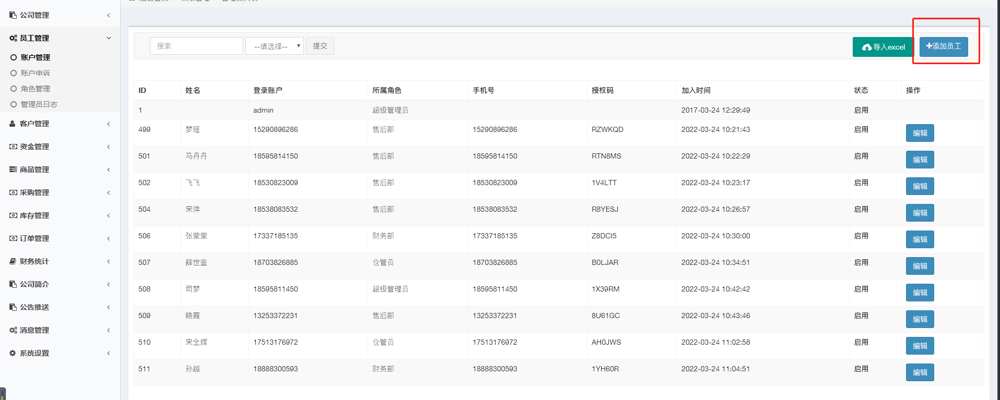 公司管理
员工管理
账户管理
账户申诉
角色管理
管理员日志
客户管理
资金管理
商品管理
采购管理
库存管理
订单管理
财务统计
公司简介
公告推送
消息管理
系统设置
搜索 --请选择-- 提交 导入excel 添加员工
ID 姓名 登录账户 所属角色 手机号 授权码 加入时间 状态 操作
1 admin 超级管理员 2017-03-24 12:29:49 启用
499 梦瑶 15290896286 售后部 15290896286 RZWKQD 2022-03-24 10:21:43 启用 编辑
501 马丹丹 18595814150 售后部 18595814150 RTN8MS 2022-03-24 10:22:29 启用 编辑
502 飞飞 18530823009 售后部 18530823009 1V4LTT 2022-03-24 10:23:17 启用 编辑
504 宋萍 18538083532 售后部 18538083532 R8YESJ 2022-03-24 10:26:57 启用 编辑
506 张蒙蒙 17337185135 财务部 17337185135 Z8DCI5 2022-03-24 10:30:00 启用 编辑
507 薛世銮 18703826885 仓管员 18703826885 B0LJAR 2022-03-24 10:34:51 启用 编辑
508 司梦 18595811450 超级管理员 18595811450 1X39RM 2022-03-24 10:42:42 启用 编辑
509 晓霞 13253372231 售后部 13253372231 8U61GC 2022-03-24 10:43:46 启用 编辑
510 宋全辉 17513176972 仓管员 17513176972 AH0JWS 2022-03-24 11:02:58 启用 编辑
511 孙越 18888300593 财务部 18888300593 1YH60R 2022-03-24 11:04:51 启用 编辑